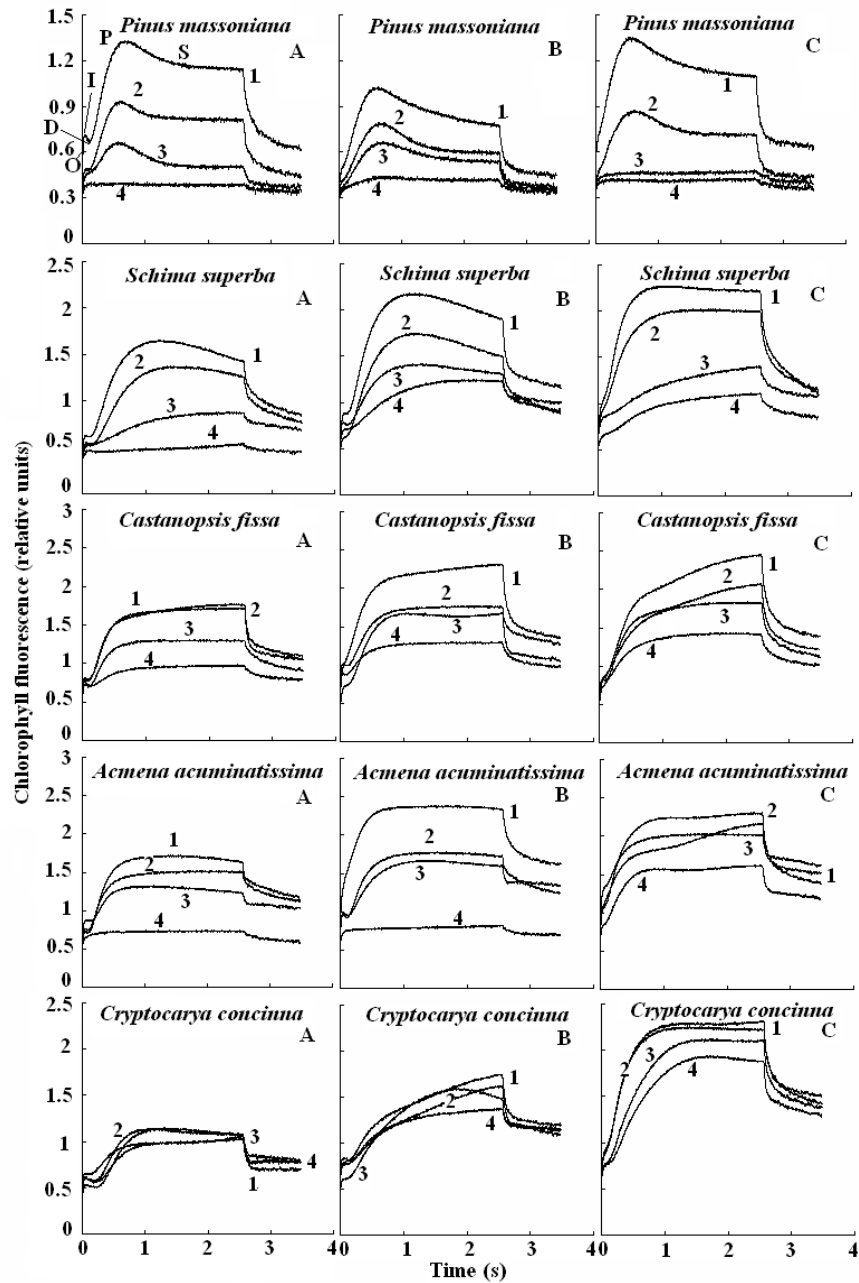 Pinus massoniana
A
1.5
1.2
0.9
0.6
0.3
0
I
P
S
D
O
1
2
3
4
Pinus massoniana
B
1
2
3
4
Pinus massoniana
C
1
2
3
4
Schima superba
A
2.5
2
1.5
1
0.5
0
1
2
3
4
Schima superba
B
1
2
3
4
Schima superba
C
1
2
3
4
Castanopsis fissa
A
3
2.5
2
1.5
1
0.5
0
1
2
3
4
Castanopsis fissa
B
1
2
3
4
Castanopsis fissa
C
1
2
3
4
Acmena acuminatissima
A
3
2.5
2
1.5
1
0.5
0
1
2
3
4
Acmena acuminatissima
B
1
2
3
4
Acmena acuminatissima
C
2
3
1
4
Cryptocarya concinna
A
2.5
2
1.5
1
0.5
0
2
3
4
1
Cryptocarya concinna
B
1
2
4
3
Cryptocarya concinna
C
1
2
3
4
0 1 2 3 4
0 1 2 3 4
0 1 2 3 4
Time (s)
Chlorophyll fluorescence (relative units)